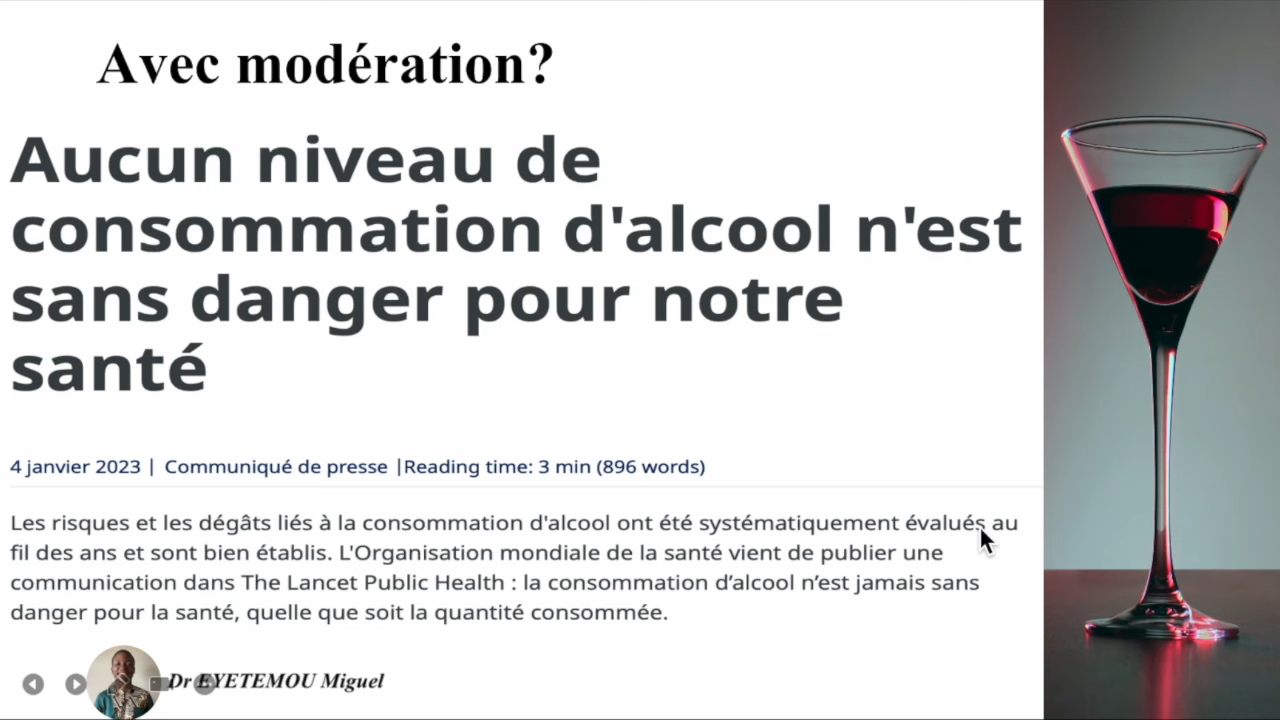 Avec modération?
Aucun niveau de
consommation d'alcool n'est
sans danger pour notre
santé
4 janvier 2023 | Communiqué de presse |Reading time: 3 min (896 words)
Les risques et les dégâts liés à la consommation d'alcool ont été systématiquement évalués au
fil des ans et sont bien établis. L'Organisation mondiale de la santé vient de publier une
communication dans The Lancet Public Health : la consommation d’alcool n’est jamais sans
danger pour la santé, quelle que soit la quantité consommée.
Dr EYETEMOU Miguel